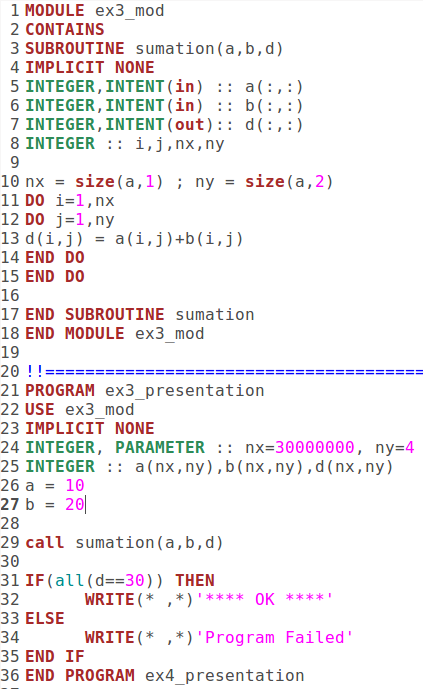 1 MODULE ex3_mod
2 CONTAINS
3 SUBROUTINE sumation(a,b,d)
4 IMPLICIT NONE
5 INTEGER,INTENT(in) :: a(:,:)
6 INTEGER,INTENT(in) :: b(:,:)
7 INTEGER,INTENT(out):: d(:,:)
8 INTEGER :: i,j,nx,ny
9
10 nx = size(a,1) ; ny = size(a,2)
11 DO i=1,nx
12 DO j=1,ny
13 d(i,j) = a(i,j)+b(i,j)
14 END DO
15 END DO
16
17 END SUBROUTINE sumation
18 END MODULE ex3_mod
19
20 !!========================================
21 PROGRAM ex3_presentation
22 USE ex3_mod
23 IMPLICIT NONE
24 INTEGER, PARAMETER :: nx=30000000, ny=4
25 INTEGER :: a(nx,ny),b(nx,ny),d(nx,ny)
26 a = 10
27 b = 20
28
29 call sumation(a,b,d)
30
31 IF(all(d==30)) THEN
32       WRITE(* ,*)'**** OK ****'
33 ELSE
34       WRITE(* ,*)'Program Failed'
35 END IF
36 END PROGRAM ex4_presentation